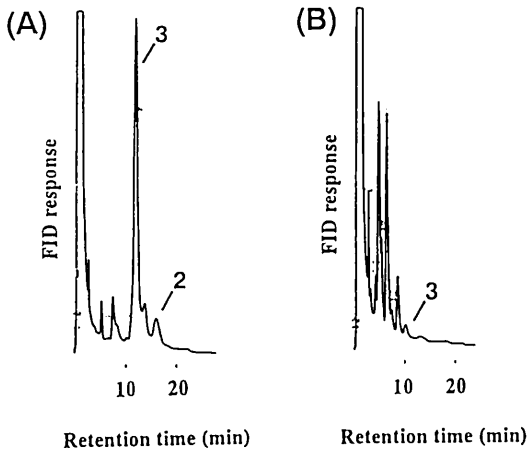 (A)
3
2
FID response
10 20
Retention time (min)
(B)
3
FID response
10 20
Retention time (min)